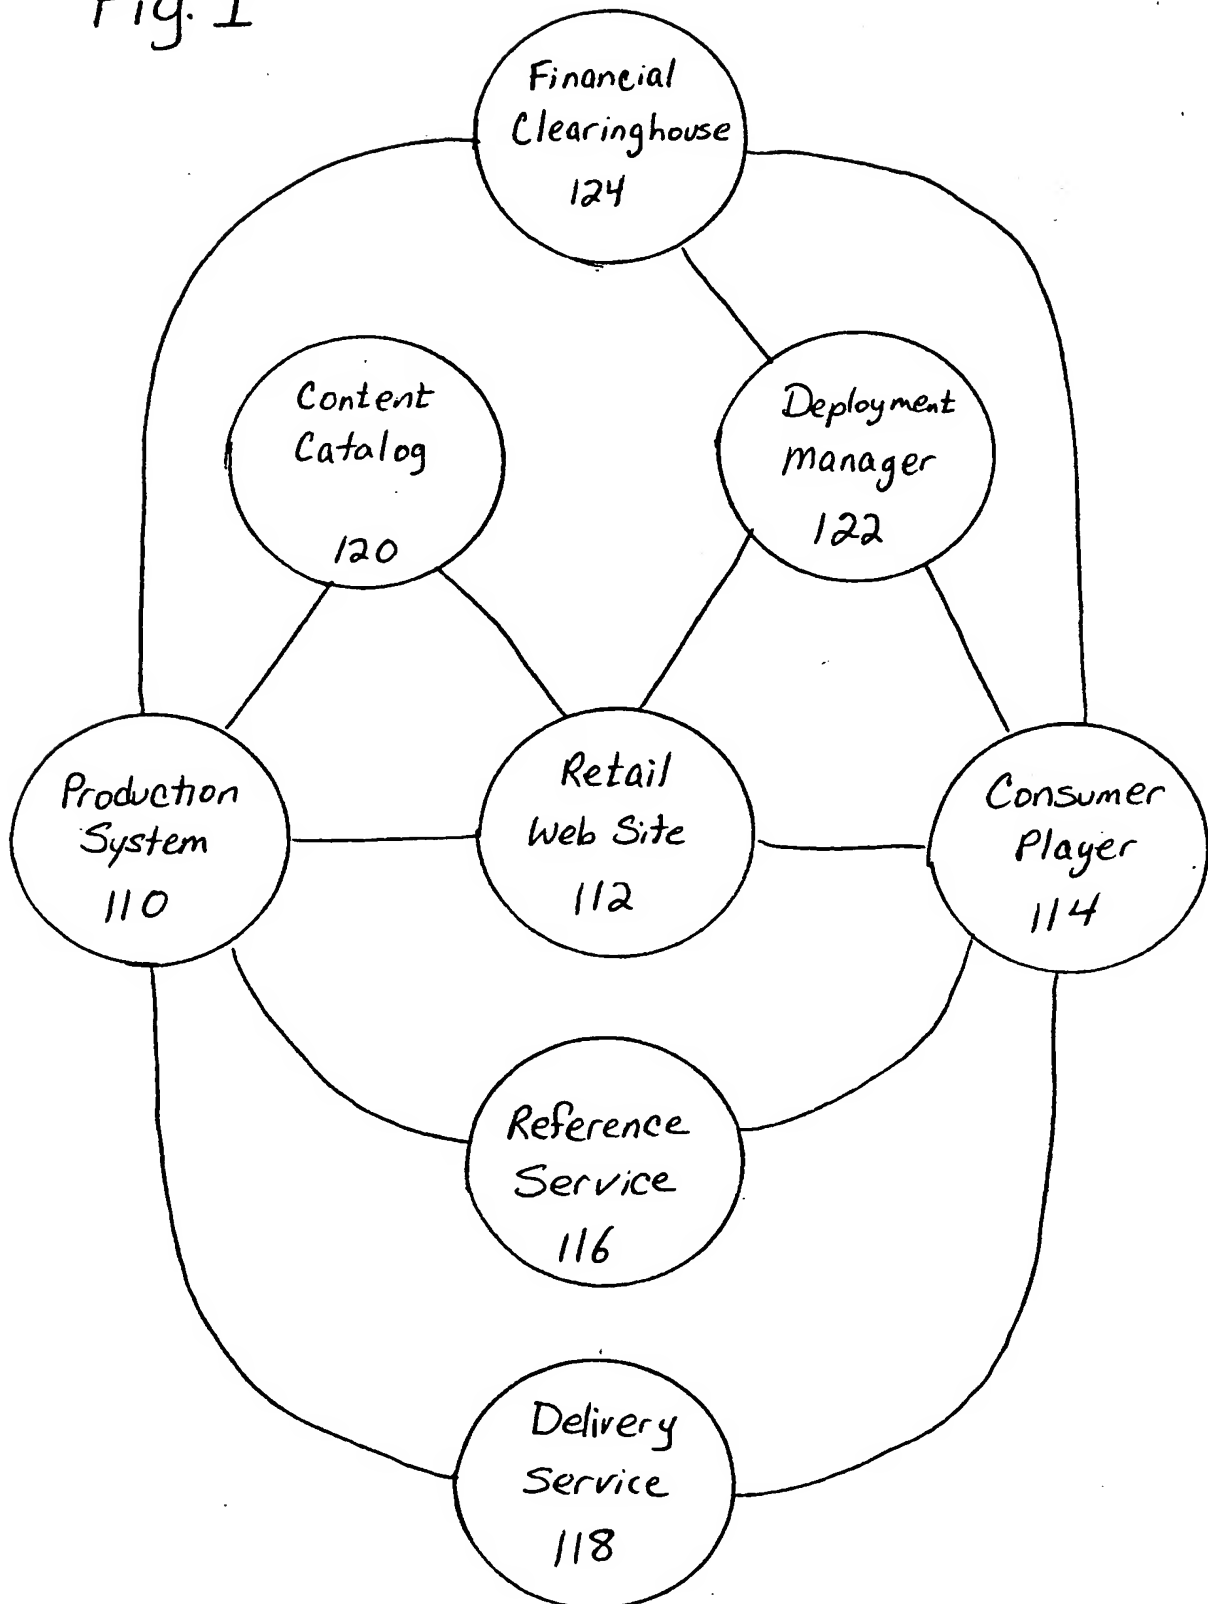 Fig. 1
Financial
Clearinghouse
124
Content
Catalog
120
Deployment
Manager
122
Production
System
110
Retail
Web Site
112
Consumer
Player
114
Reference
Service
116
Delivery
Service
118